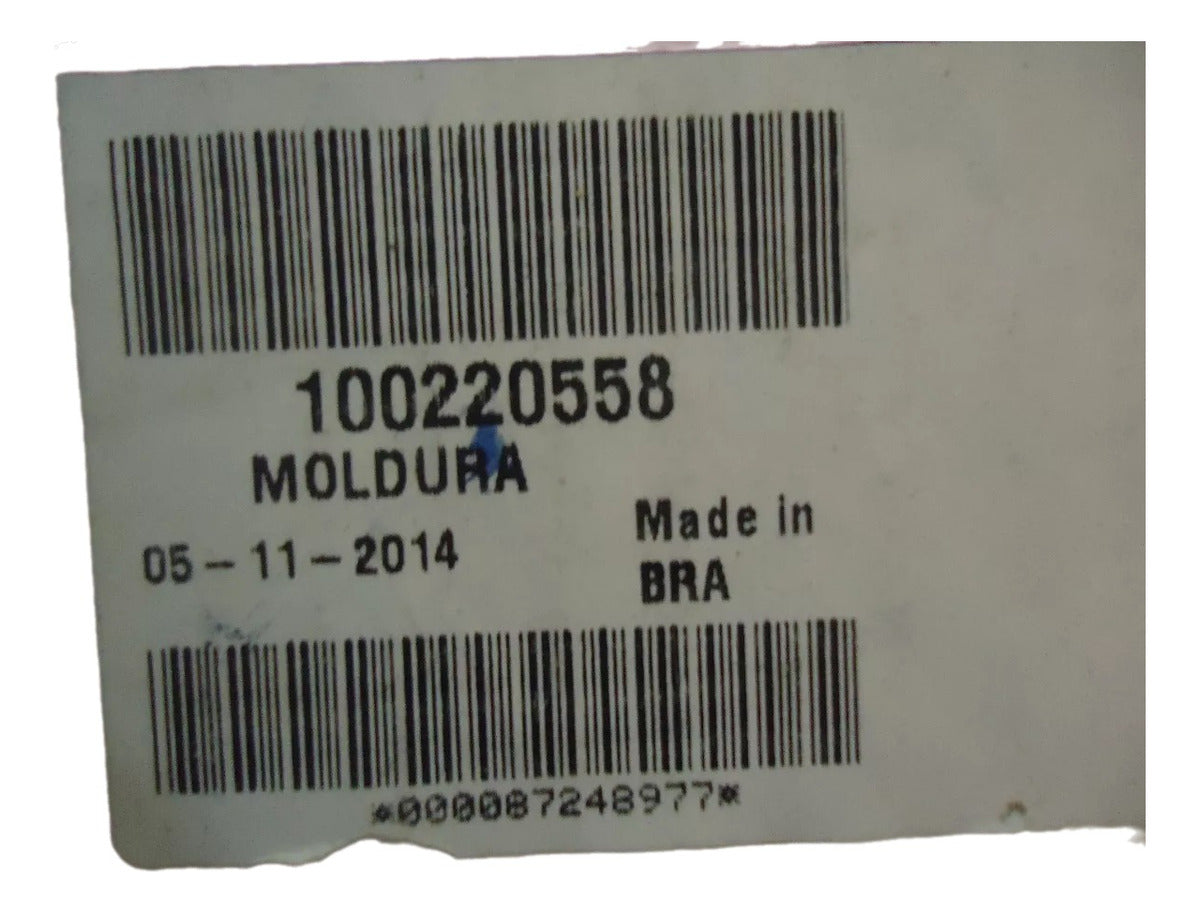 100220558
MOLDURA
05-11-2014
Made in
BRA
*000087248977*